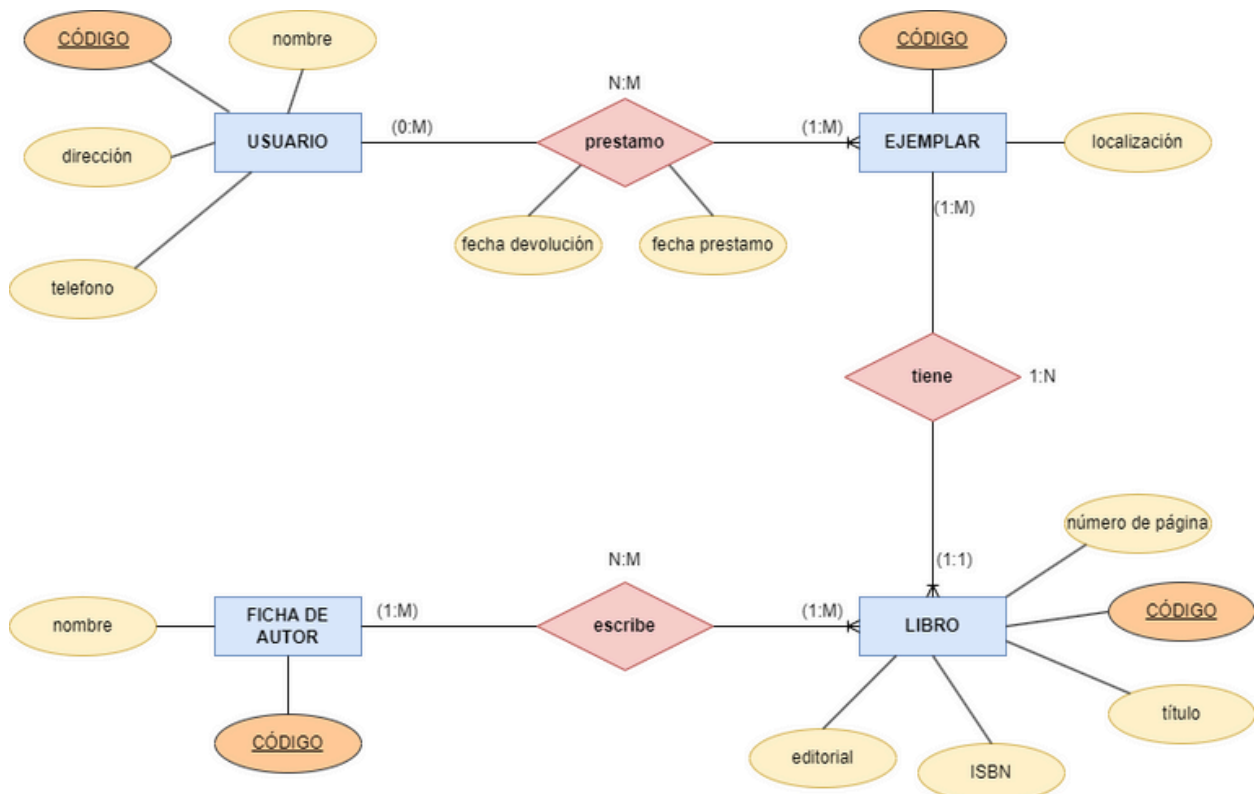 CÓDIGO
nombre
CÓDIGO
N:M
(0:M)
(1:M)
USUARIO
prestamo
EJEMPLAR
localización
dirección
(1:M)
fecha devolución
fecha prestamo
telefono
tiene
1:N
número de página
N:M
(1:1)
nombre
FICHA DE
AUTOR
(1:M)
escribe
(1:M)
LIBRO
CÓDIGO
título
CÓDIGO
editorial
ISBN